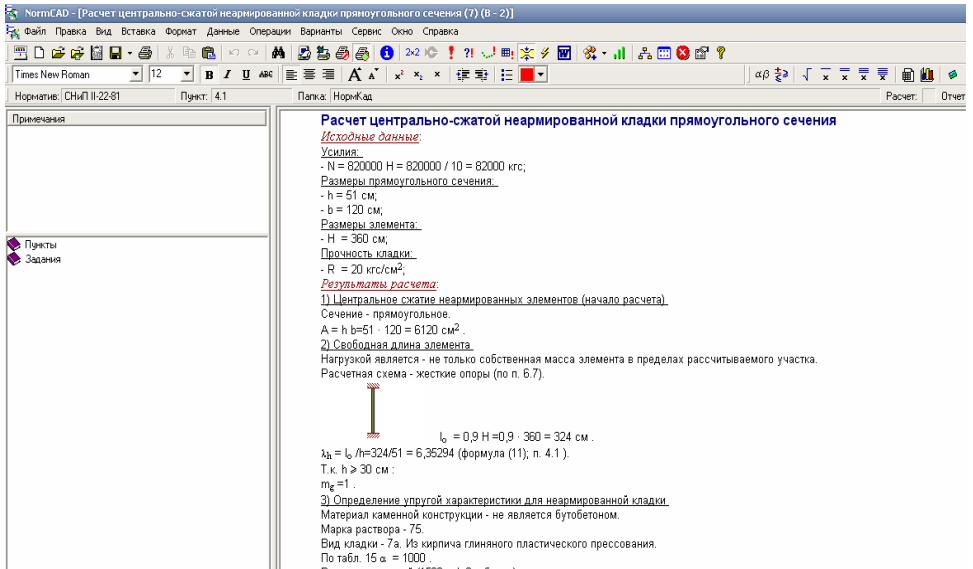 NormCAD - [Расчет центрально-сжатой неармированной кладки прямоугольного сечения (7) (В - 2)]
Файл Правка Вид Вставка Формат Данные Операции Варианты Сервис Окно Справка
Times New Roman 12 B I U ABC
Норматив: СНиП II-22-81 Пункт: 4.1 Папка: НормКад Расчет: Отчет
Примечания
Пункты
Задания
Расчет центрально-сжатой неармированной кладки прямоугольного сечения
Исходные данные:
Усилия:
- N = 820000 Н = 820000 / 10 = 82000 кгс;
Размеры прямоугольного сечения:
- h = 51 см;
- b = 120 см;
Размеры элемента:
- H = 360 см;
Прочность кладки:
- R = 20 кгс/см²;
Результаты расчета:
1) Центральное сжатие неармированных элементов (начало расчета)
Сечение - прямоугольное.
A = h b=51 · 120 = 6120 см² .
2) Свободная длина элемента
Нагрузкой является - не только собственная масса элемента в пределах рассчитываемого участка.
Расчетная схема - жесткие опоры (по п. 6.7).
l₀ = 0,9 H =0,9 · 360 = 324 см .
λₕ = l₀ /h=324/51 = 6,35294 (формула (11); п. 4.1 ).
Т.к. h ⩾ 30 см :
m_g =1 .
3) Определение упругой характеристики для неармированной кладки
Материал каменной конструкции - не является бутобетоном.
Марка раствора - 75.
Вид кладки - 7а. Из кирпича глиняного пластического прессования.
По табл. 15 α = 1000 .